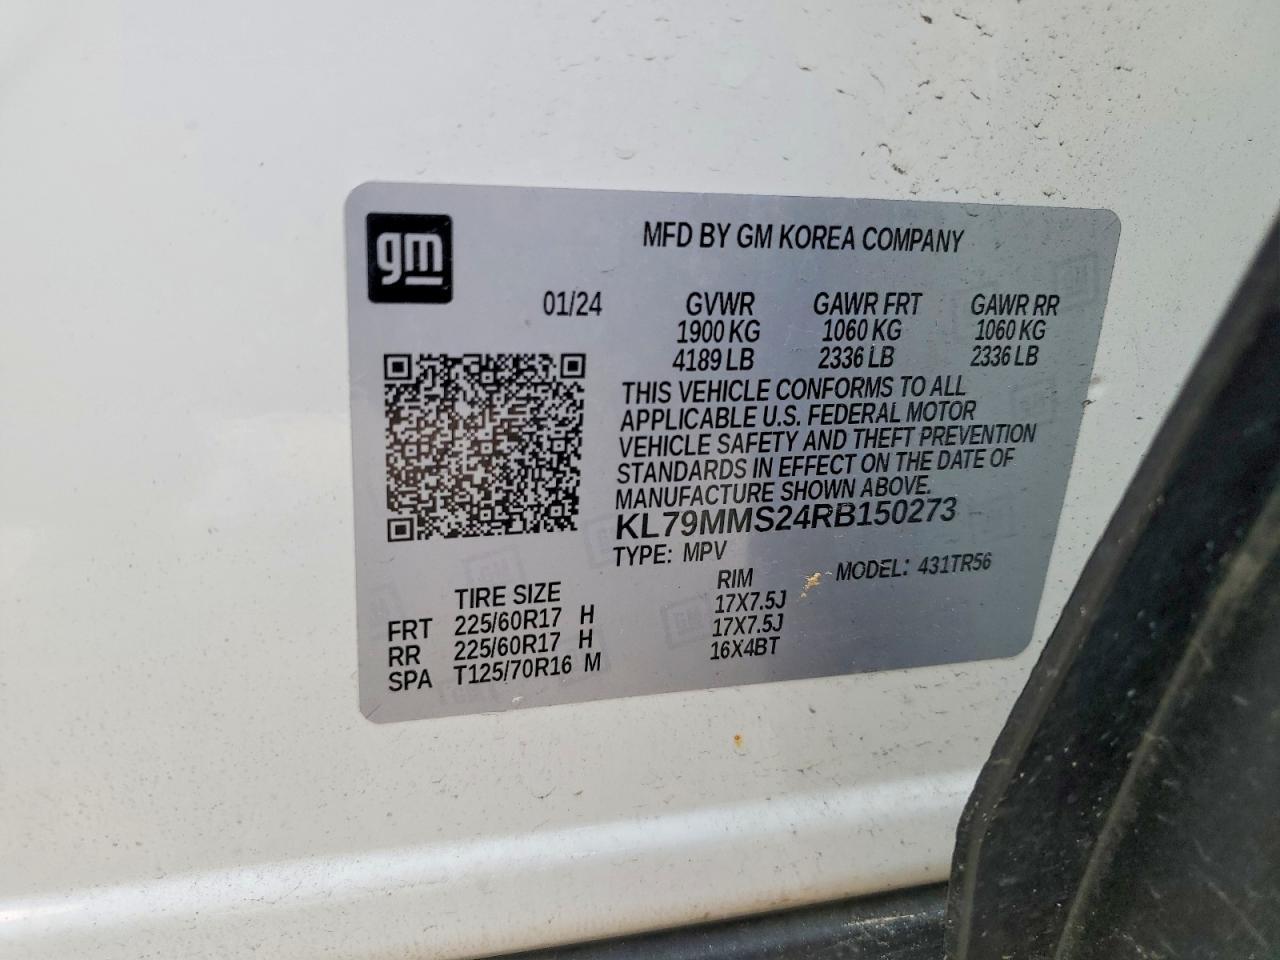 gm
MFD BY GM KOREA COMPANY
01/24 GVWR GAWR FRT GAWR RR
1900 KG 1060 KG 1060 KG
4189 LB 2336 LB 2336 LB
THIS VEHICLE CONFORMS TO ALL
APPLICABLE U.S. FEDERAL MOTOR
VEHICLE SAFETY AND THEFT PREVENTION
STANDARDS IN EFFECT ON THE DATE OF
MANUFACTURE SHOWN ABOVE.
KL79MMS24RB150273
TYPE: MPV MODEL: 431TR56
TIRE SIZE RIM
FRT 225/60R17 H 17X7.5J
RR 225/60R17 H 17X7.5J
SPA T125/70R16 M 16X4BT